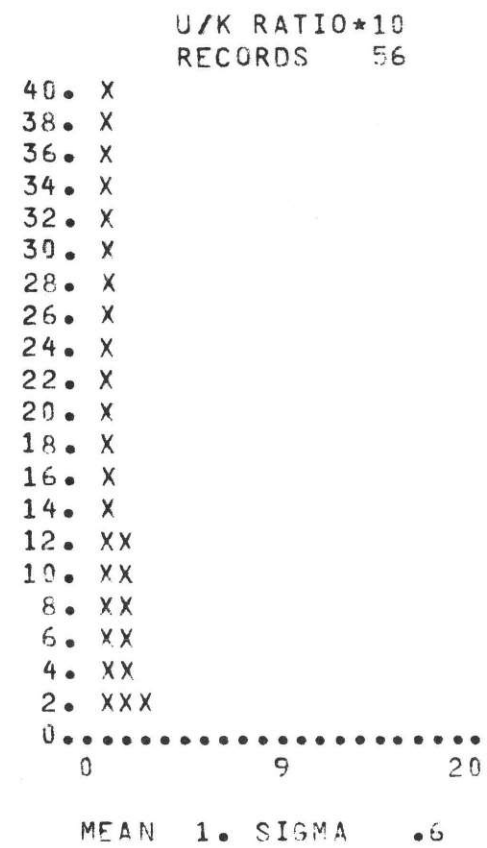 U/K RATIO*10
RECORDS 56
40. X
38. X
36. X
34. X
32. X
30. X
28. X
26. X
24. X
22. X
20. X
18. X
16. X
14. X
12. XX
10. XX
8. XX
6. XX
4. XX
2. XXX
0......................
0 9 20
MEAN 1. SIGMA .6